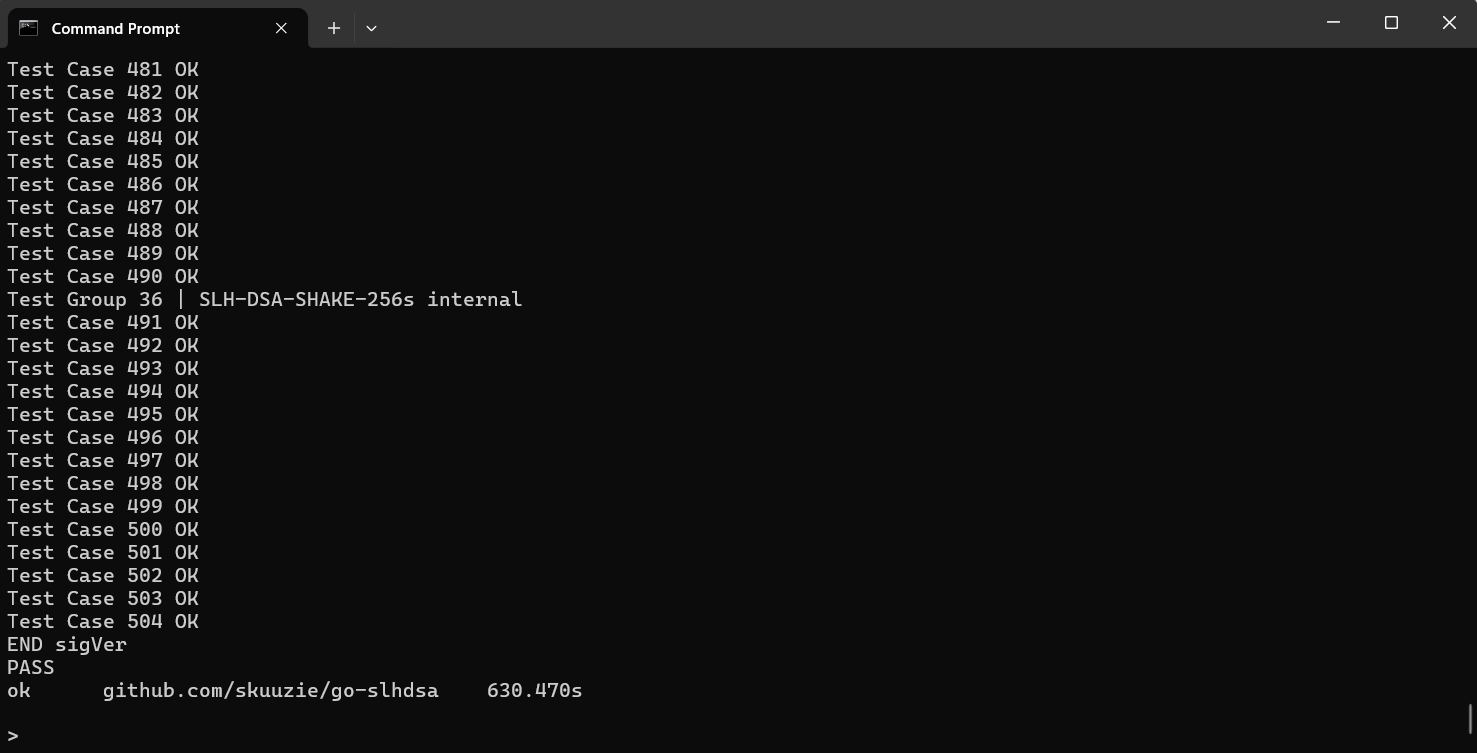 Command Prompt
Test Case 481 OK
Test Case 482 OK
Test Case 483 OK
Test Case 484 OK
Test Case 485 OK
Test Case 486 OK
Test Case 487 OK
Test Case 488 OK
Test Case 489 OK
Test Case 490 OK
Test Group 36 | SLH-DSA-SHAKE-256s internal
Test Case 491 OK
Test Case 492 OK
Test Case 493 OK
Test Case 494 OK
Test Case 495 OK
Test Case 496 OK
Test Case 497 OK
Test Case 498 OK
Test Case 499 OK
Test Case 500 OK
Test Case 501 OK
Test Case 502 OK
Test Case 503 OK
Test Case 504 OK
END sigVer
PASS
ok      github.com/skuuzie/go-slhdsa    630.470s
>